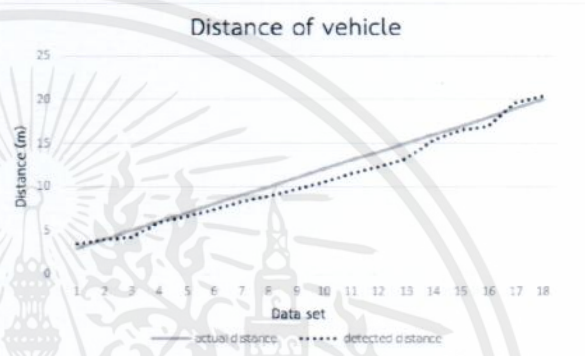 Distance of vehicle
25
20
15
10
5
0
Distance (m)
1 2 3 4 5 6 7 8 9 10 11 12 13 14 15 16 17 18
Data set
actual distance detected distance